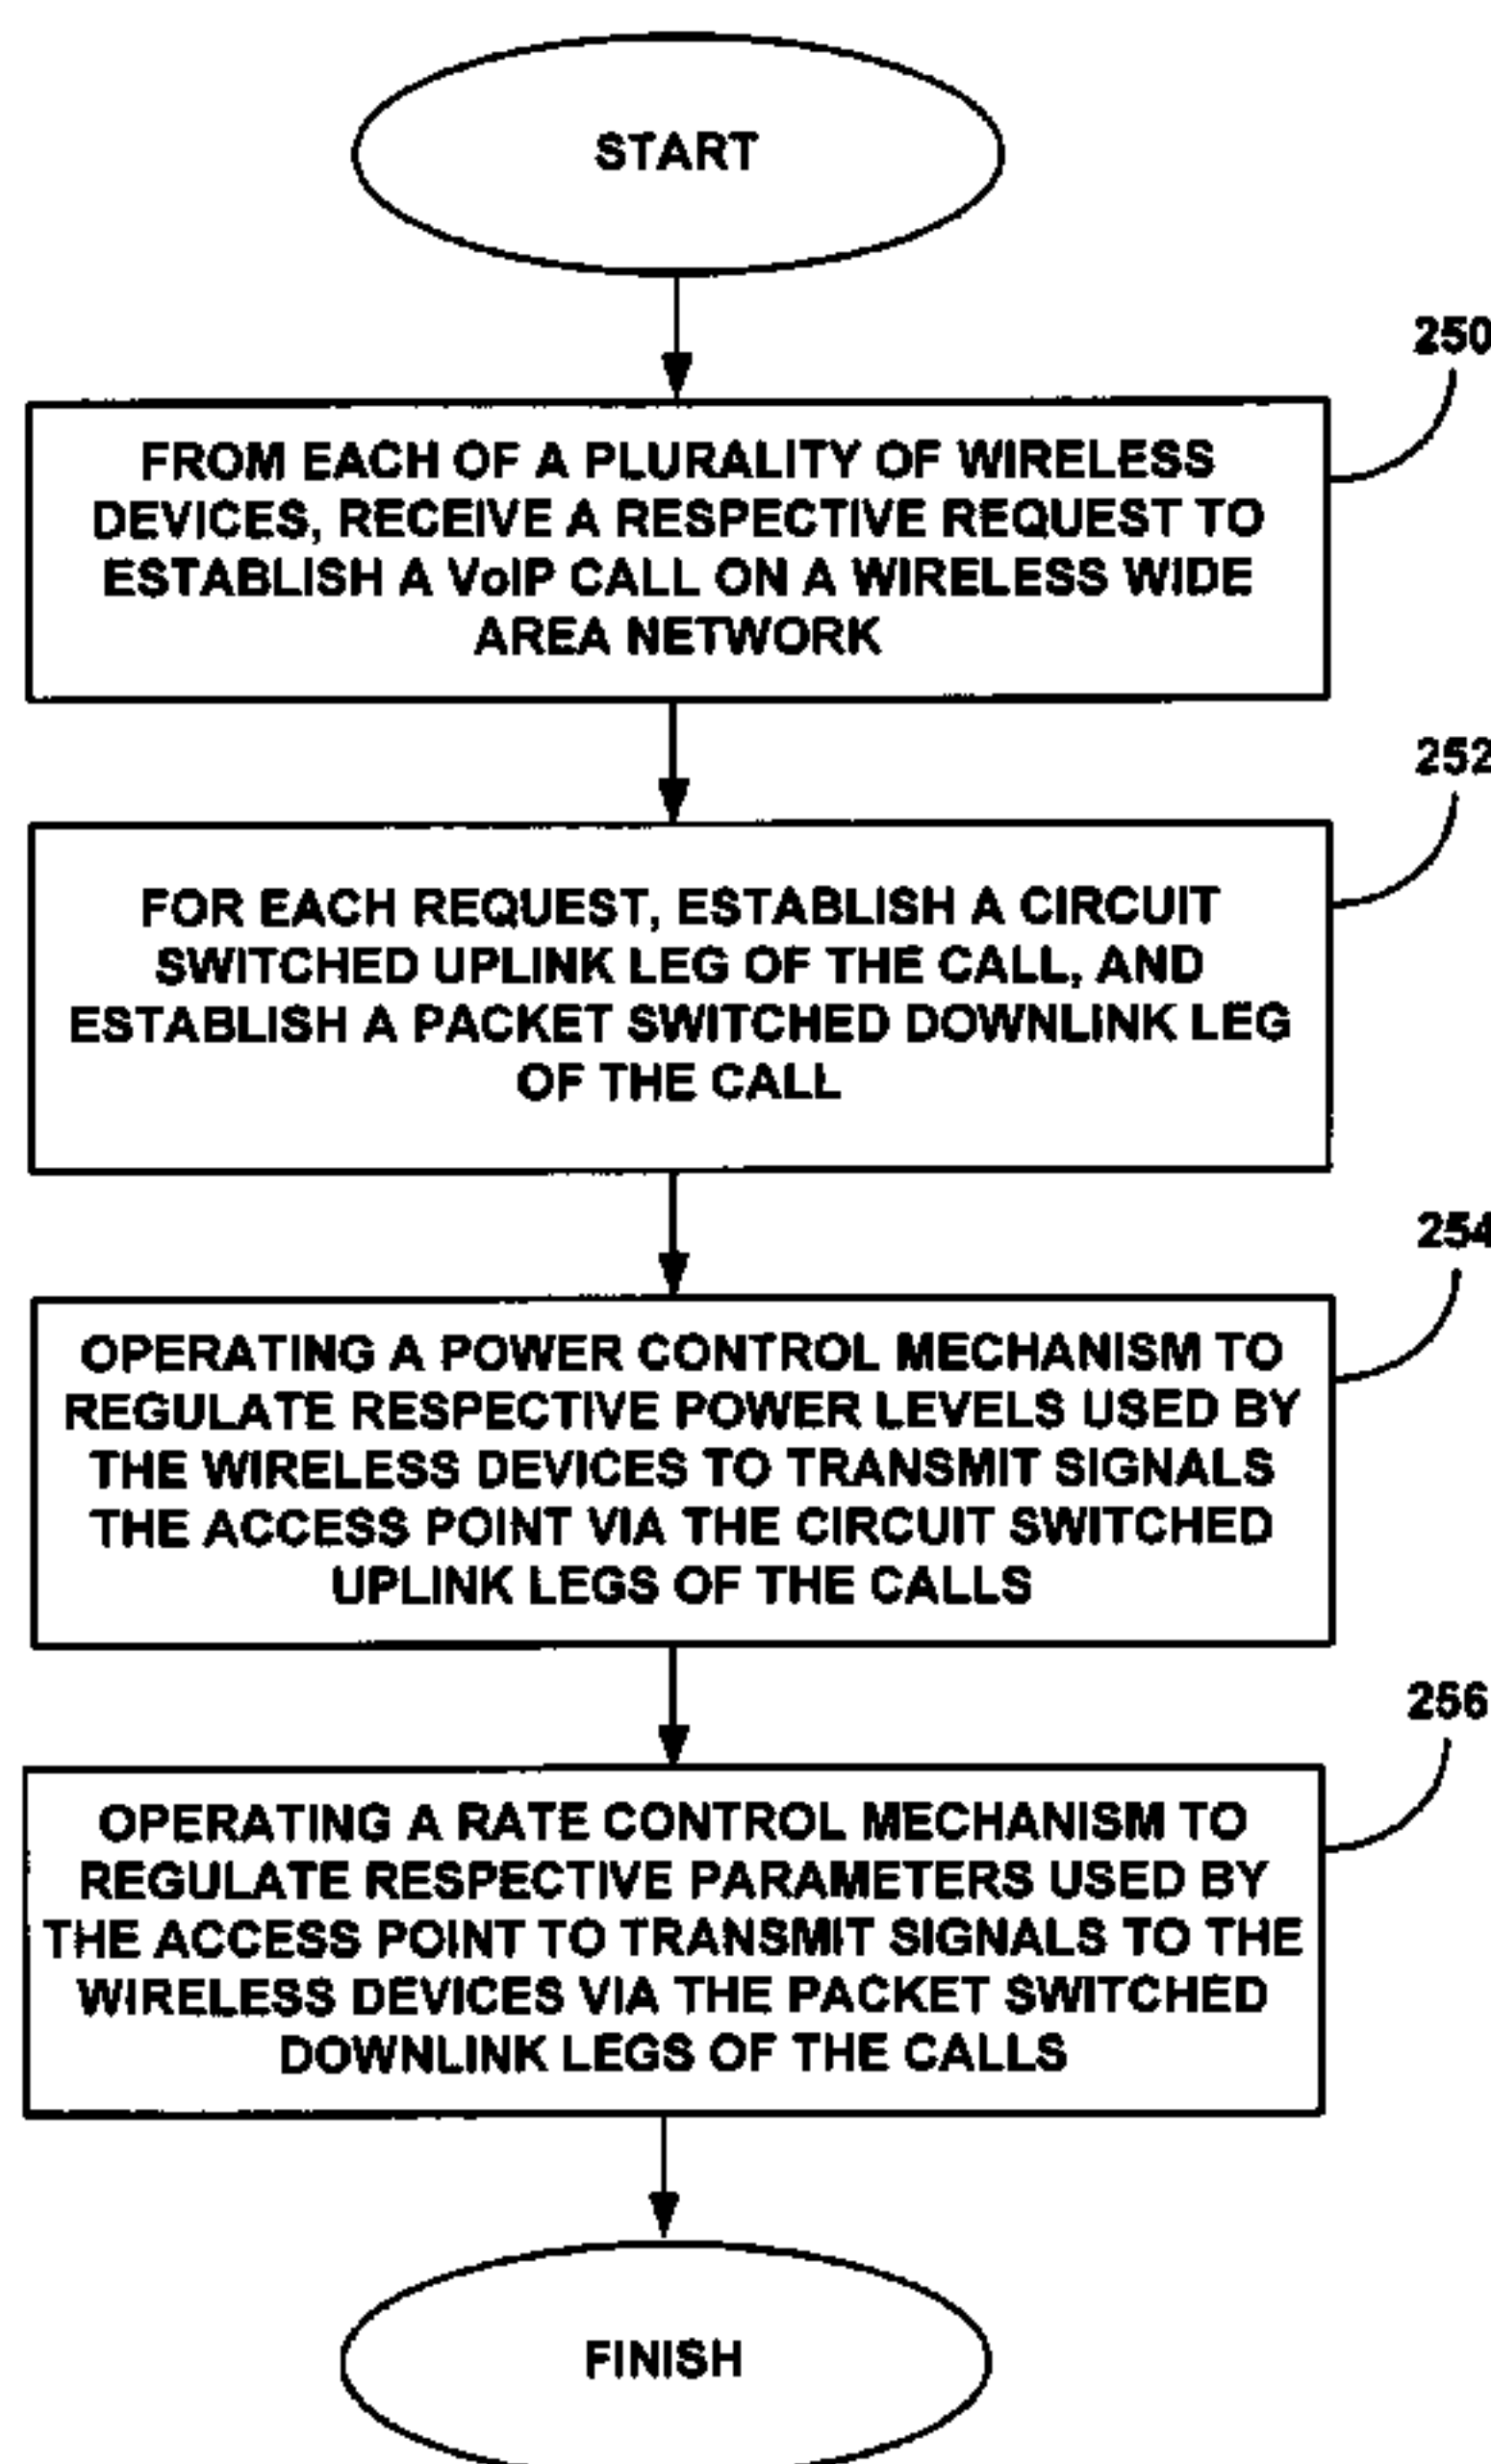 START
250
FROM EACH OF A PLURALITY OF WIRELESS
DEVICES, RECEIVE A RESPECTIVE REQUEST TO
ESTABLISH A VoIP CALL ON A WIRELESS WIDE
AREA NETWORK
252
FOR EACH REQUEST, ESTABLISH A CIRCUIT
SWITCHED UPLINK LEG OF THE CALL, AND
ESTABLISH A PACKET SWITCHED DOWNLINK LEG
OF THE CALL
254
OPERATING A POWER CONTROL MECHANISM TO
REGULATE RESPECTIVE POWER LEVELS USED BY
THE WIRELESS DEVICES TO TRANSMIT SIGNALS
THE ACCESS POINT VIA THE CIRCUIT SWITCHED
UPLINK LEGS OF THE CALLS
256
OPERATING A RATE CONTROL MECHANISM TO
REGULATE RESPECTIVE PARAMETERS USED BY
THE ACCESS POINT TO TRANSMIT SIGNALS TO THE
WIRELESS DEVICES VIA THE PACKET SWITCHED
DOWNLINK LEGS OF THE CALLS
FINISH